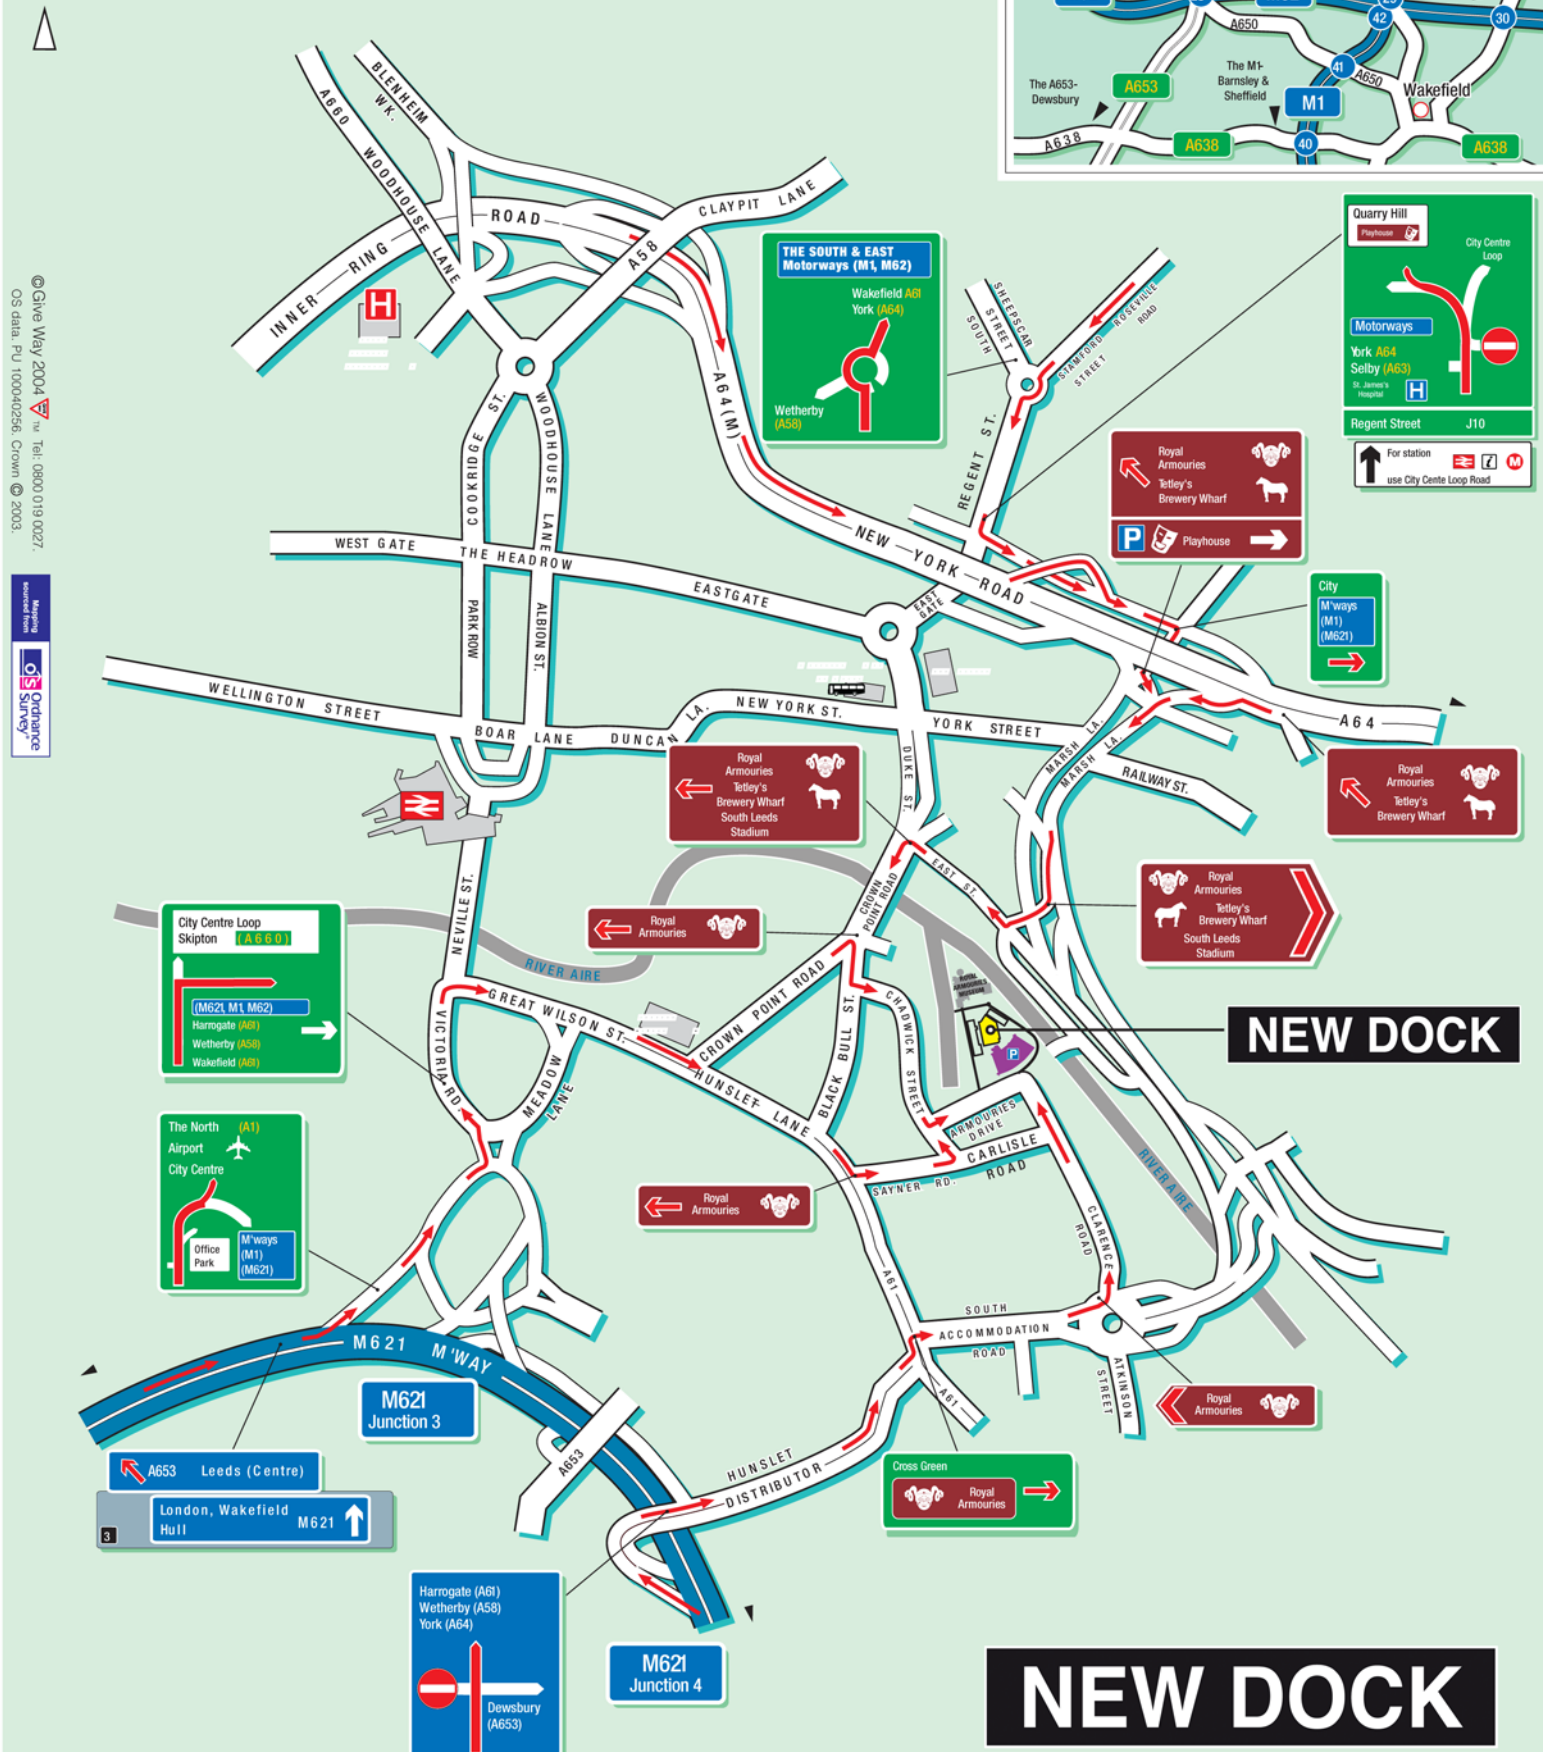 A650
42
30
41
A650
The M1-
Barnsley &
Sheffield
The A653-
Dewsbury
A653
M1
Wakefield
A638
A638
40
A638
BLENHEIM
WK.
A660
WOODHOUSE LANE
INNER RING ROAD
A58
CLAYPIT LANE
H
THE SOUTH & EAST
Motorways (M1, M62)
Wakefield A61
York (A64)
Wetherby
(A58)
SHEEPSCAR
STREET
SOUTH
ROSEVILLE
ROAD
STAMFORD
STREET
Quarry Hill
Playhouse
City Centre
Loop
Motorways
York A64
Selby (A63)
St. James's
Hospital
H
Regent Street J10
For station
use City Cente Loop Road
i
M
A64(M)
REGENT ST.
COOKRIDGE ST.
WOODHOUSE LANE
Royal
Armouries
Tetley's
Brewery Wharf
P
Playhouse
WEST GATE
THE HEADROW
EASTGATE
NEW YORK ROAD
EAST
GATE
City
M'ways
(M1)
(M621)
PARK ROW
ALBION ST.
WELLINGTON STREET
BOAR LANE
DUNCAN LA.
NEW YORK ST.
YORK STREET
A64
MARSH LA.
MARSH LA.
RAILWAY ST.
DUKE ST.
Royal
Armouries
Tetley's
Brewery Wharf
South Leeds
Stadium
Royal
Armouries
Tetley's
Brewery Wharf
EAST ST.
CROWN
POINT ROAD
Royal
Armouries
Tetley's
Brewery Wharf
South Leeds
Stadium
NEVILLE ST.
Royal
Armouries
RIVER AIRE
City Centre Loop
Skipton (A660)
(M621, M1, M62)
Harrogate (A61)
Wetherby (A58)
Wakefield (A61)
GREAT WILSON ST.
CROWN POINT ROAD
ROYAL
ARMOURIES
MUSEUM
P
NEW DOCK
VICTORIA RD.
MEADOW
LANE
HUNSLET LANE
BLACK BULL ST.
CHADWICK STREET
ARMOURIES
DRIVE
CARLISLE
ROAD
SAYNER RD.
RIVER AIRE
The North (A1)
Airport
City Centre
Office
Park
M'ways
(M1)
(M621)
Royal
Armouries
CLARENCE
ROAD
A61
SOUTH
ACCOMMODATION
ROAD
ATKINSON
STREET
A61
M621 M'WAY
M621
Junction 3
Royal
Armouries
A653
HUNSLET
DISTRIBUTOR
Cross Green
Royal
Armouries
A653 Leeds (Centre)
London, Wakefield
Hull
M621
3
Harrogate (A61)
Wetherby (A58)
York (A64)
Dewsbury
(A653)
M621
Junction 4
NEW DOCK
© Give Way 2004 TM Tel: 0800 019 0027.
OS data. PU 100040256. Crown © 2003.
Mapping
sourced from
OS
Ordnance
Survey